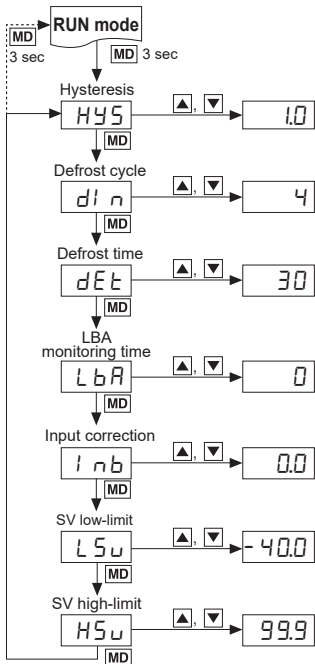 RUN mode
MD
3 sec
MD 3 sec
Hysteresis
HYS ▲, ▼ 1.0
MD
Defrost cycle
dIn ▲, ▼ 4
MD
Defrost time
dEt ▲, ▼ 30
MD
LBA
monitoring time
LbA ▲, ▼ 0
MD
Input correction
Inb ▲, ▼ 0.0
MD
SV low-limit
LSu ▲, ▼ -40.0
MD
SV high-limit
HSu ▲, ▼ 99.9
MD